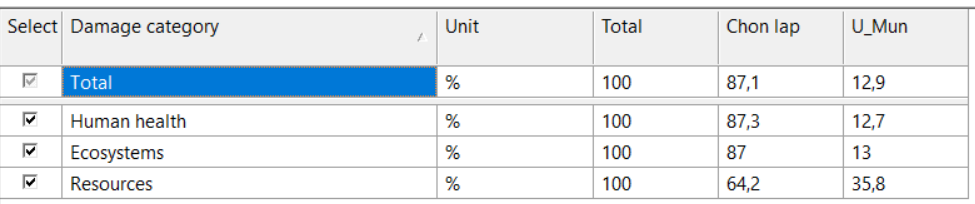 Select Damage category Unit Total Chon lap U_Mun
Total % 100 87,1 12,9
Human health % 100 87,3 12,7
Ecosystems % 100 87 13
Resources % 100 64,2 35,8